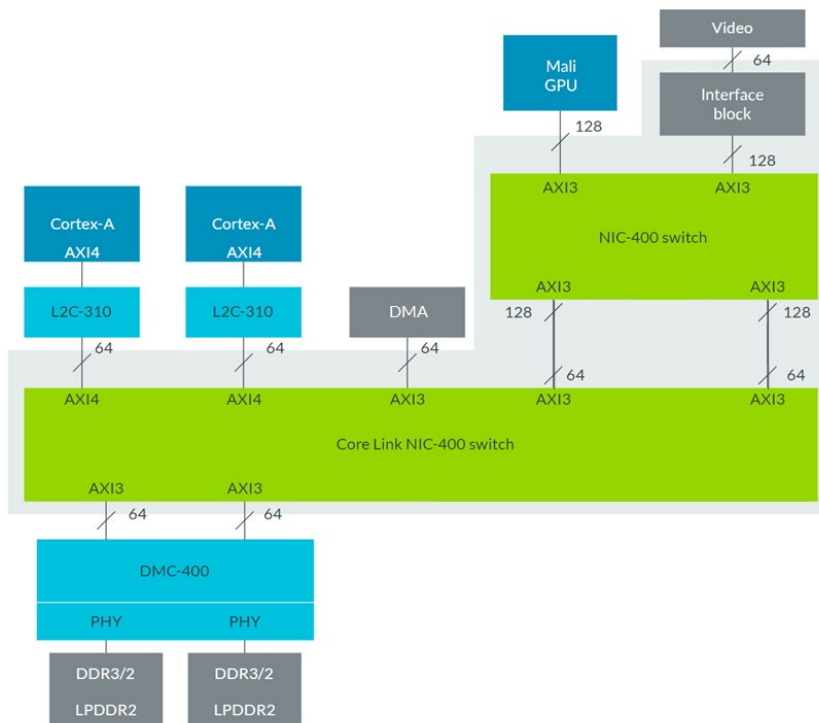 Video
64
Mali
GPU
Interface
block
128
128
AXI3 AXI3
NIC-400 switch
AXI3 AXI3
128 128
Cortex-A Cortex-A
AXI4 AXI4
L2C-310 L2C-310 DMA
64 64 64 64 64
AXI4 AXI4 AXI3 AXI3 AXI3
Core Link NIC-400 switch
AXI3 AXI3
64 64
DMC-400
PHY PHY
DDR3/2 DDR3/2
LPDDR2 LPDDR2